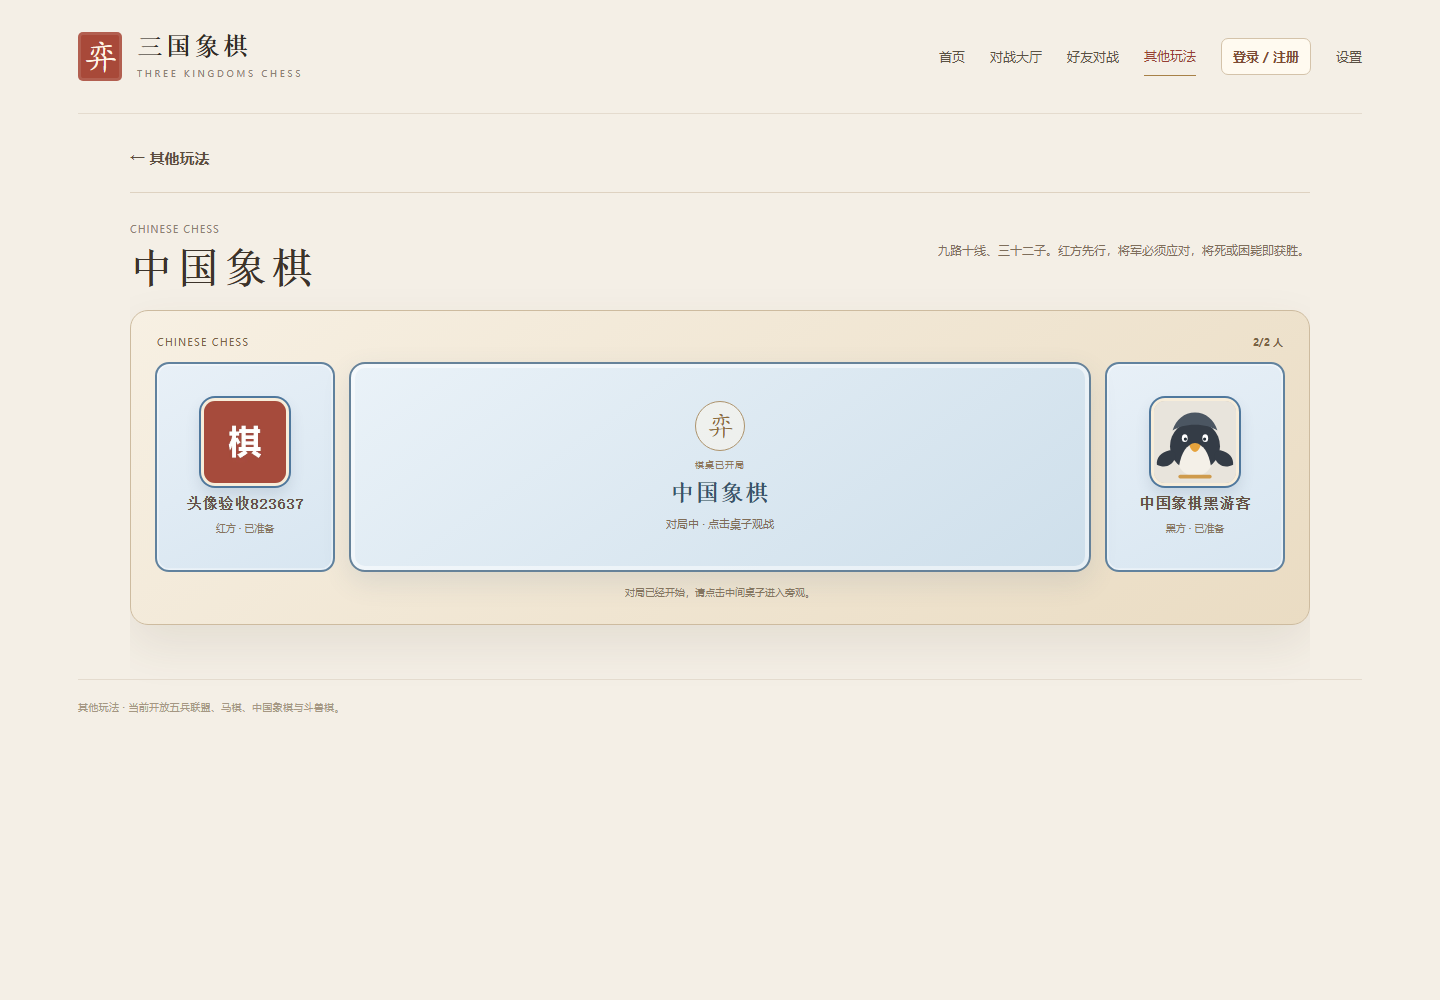 弈
三国象棋
THREE KINGDOMS CHESS
首页
对战大厅
好友对战
其他玩法
登录 / 注册
设置
← 其他玩法
CHINESE CHESS
中国象棋
九路十线、三十二子。红方先行，将军必须应对，将死或困毙即获胜。
CHINESE CHESS
2/2 人
棋
头像验收823637
红方 · 已准备
弈
棋桌已开局
中国象棋
对局中 · 点击桌子观战
中国象棋黑游客
黑方 · 已准备
对局已经开始，请点击中间桌子进入旁观。
其他玩法 · 当前开放五兵联盟、马棋、中国象棋与斗兽棋。